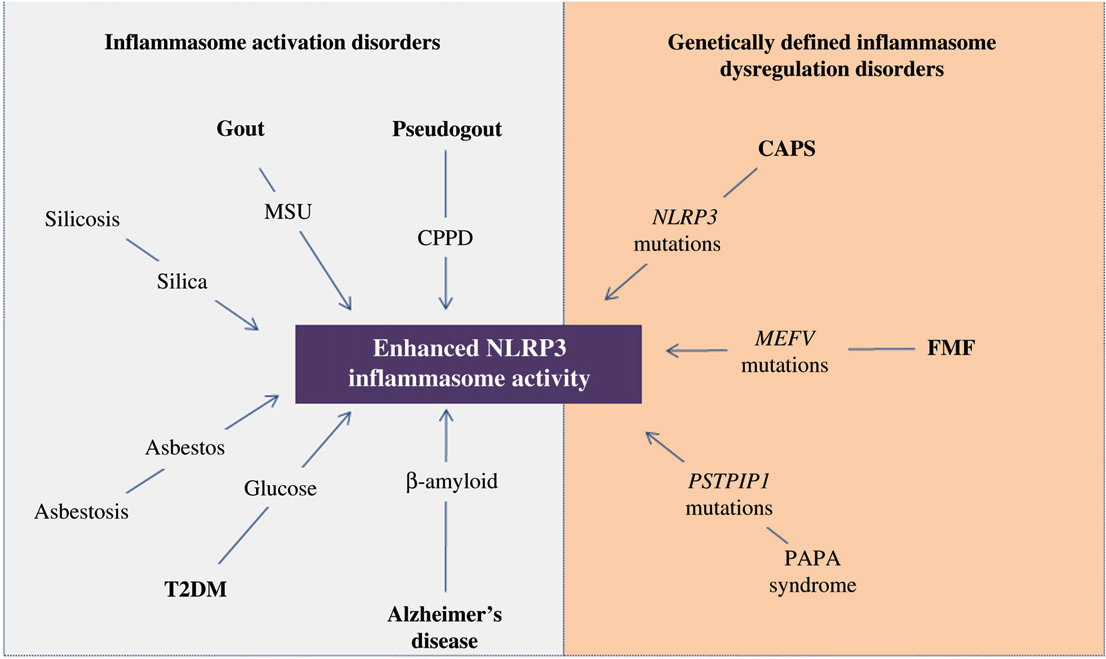 Inflammasome activation disorders
Genetically defined inflammasome
dysregulation disorders
Gout
Pseudogout
MSU
CPPD
Silicosis
Silica
Enhanced NLRP3
inflammasome activity
Asbestos
Asbestosis
Glucose
T2DM
β-amyloid
Alzheimer’s
disease
CAPS
NLRP3
mutations
MEFV
mutations
FMF
PSTPIP1
mutations
PAPA
syndrome